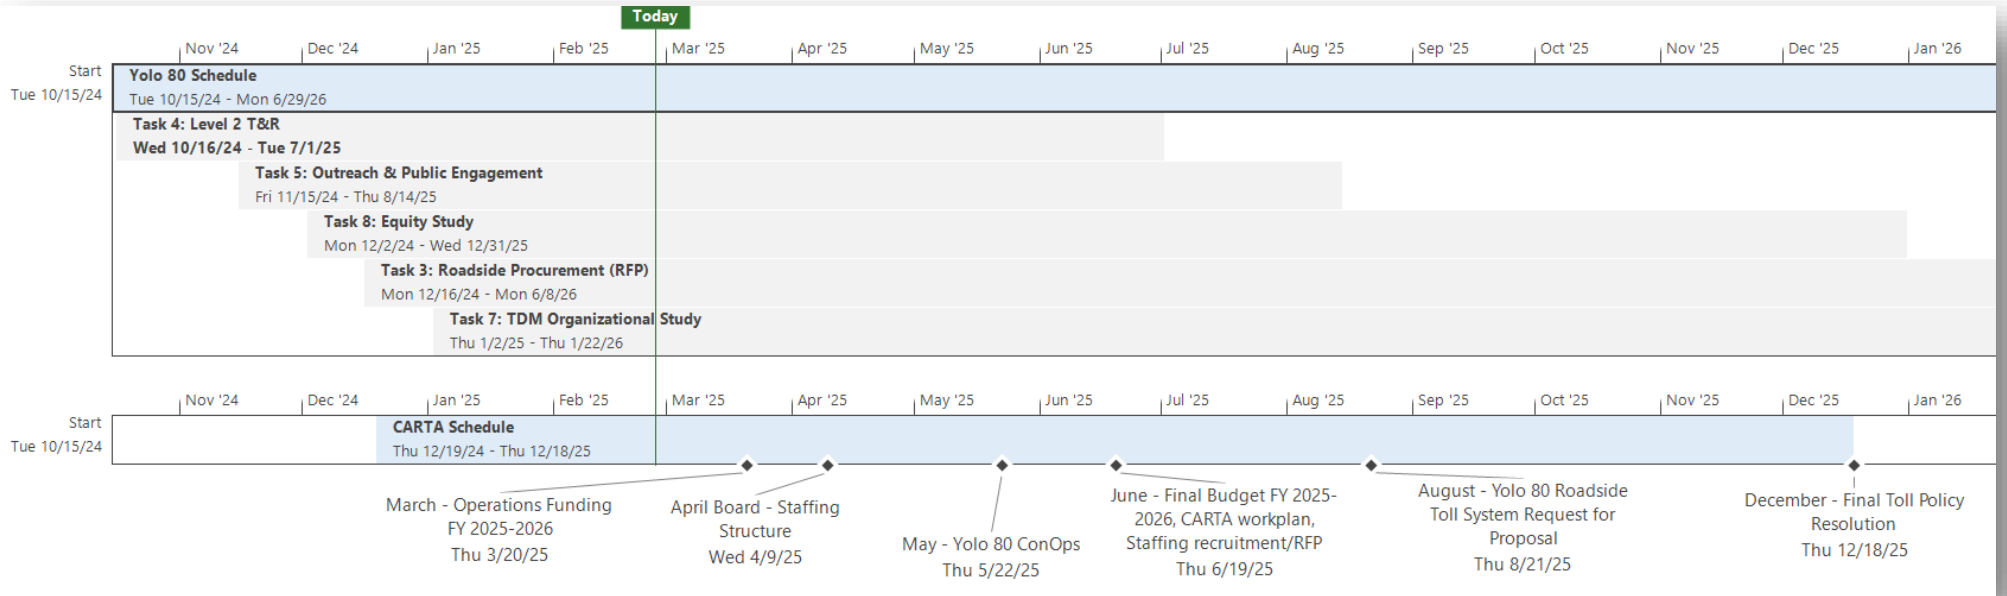 Today
Nov '24
Dec '24
Jan '25
Feb '25
Mar '25
Apr '25
May '25
Jun '25
Jul '25
Aug '25
Sep '25
Oct '25
Nov '25
Dec '25
Jan '26
Start
Tue 10/15/24
Yolo 80 Schedule
Tue 10/15/24 - Mon 6/29/26
Task 4: Level 2 T&R
Wed 10/16/24 - Tue 7/1/25
Task 5: Outreach & Public Engagement
Fri 11/15/24 - Thu 8/14/25
Task 8: Equity Study
Mon 12/2/24 - Wed 12/31/25
Task 3: Roadside Procurement (RFP)
Mon 12/16/24 - Mon 6/8/26
Task 7: TDM Organizational Study
Thu 1/2/25 - Thu 1/22/26
Nov '24
Dec '24
Jan '25
Feb '25
Mar '25
Apr '25
May '25
Jun '25
Jul '25
Aug '25
Sep '25
Oct '25
Nov '25
Dec '25
Jan '26
Start
Tue 10/15/24
CARTA Schedule
Thu 12/19/24 - Thu 12/18/25
March - Operations Funding
FY 2025-2026
Thu 3/20/25
April Board - Staffing
Structure
Wed 4/9/25
May - Yolo 80 ConOps
Thu 5/22/25
June - Final Budget FY 2025-
2026, CARTA workplan,
Staffing recruitment/RFP
Thu 6/19/25
August - Yolo 80 Roadside
Toll System Request for
Proposal
Thu 8/21/25
December - Final Toll Policy
Resolution
Thu 12/18/25